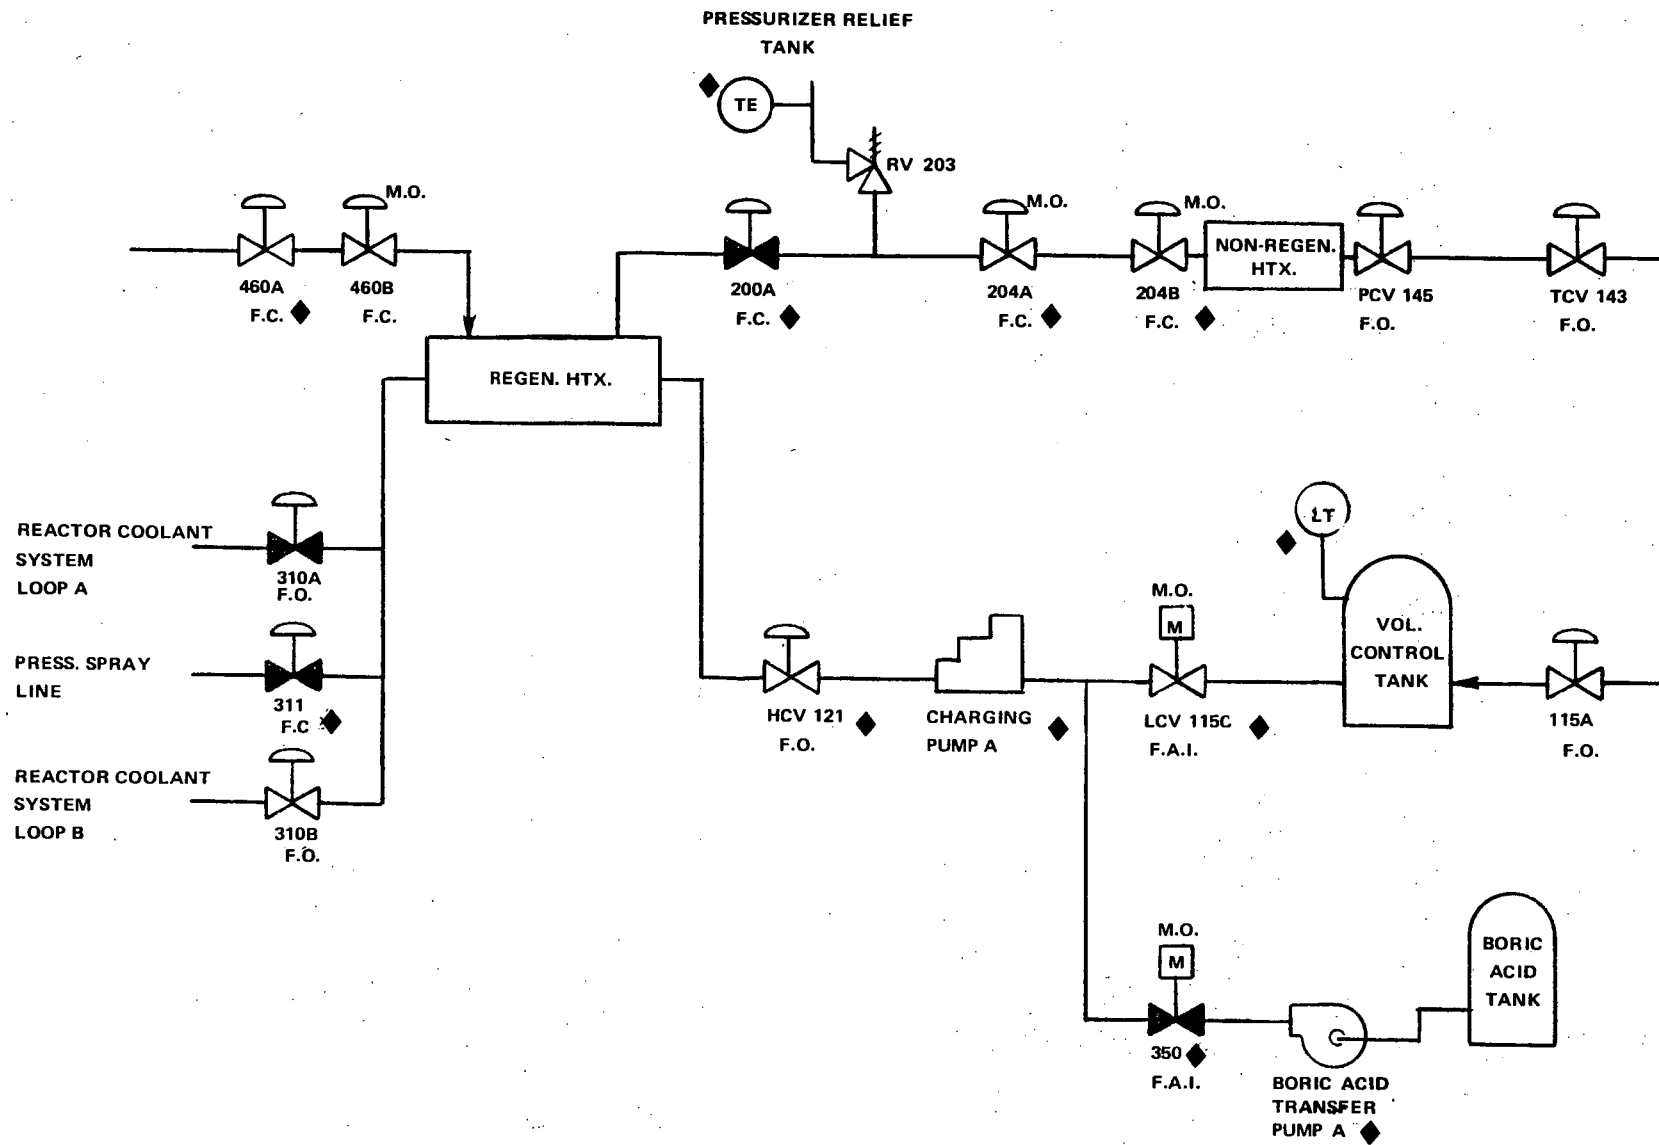 PRESSURIZER RELIEF
TANK
TE
RV 203
M.O.
M.O.
M.O.
NON-REGEN.
HTX.
460A
F.C.
460B
F.C.
200A
F.C.
204A
F.C.
204B
F.C.
PCV 145
F.O.
TCV 143
F.O.
REGEN. HTX.
REACTOR COOLANT
SYSTEM
LOOP A
310A
F.O.
LT
PRESS. SPRAY
LINE
311
F.C
M.O.
M
VOL.
CONTROL
TANK
HCV 121
F.O.
CHARGING
PUMP A
LCV 115C
F.A.I.
115A
F.O.
REACTOR COOLANT
SYSTEM
LOOP B
310B
F.O.
M.O.
M
350
F.A.I.
BORIC
ACID
TANK
BORIC ACID
TRANSFER
PUMP A